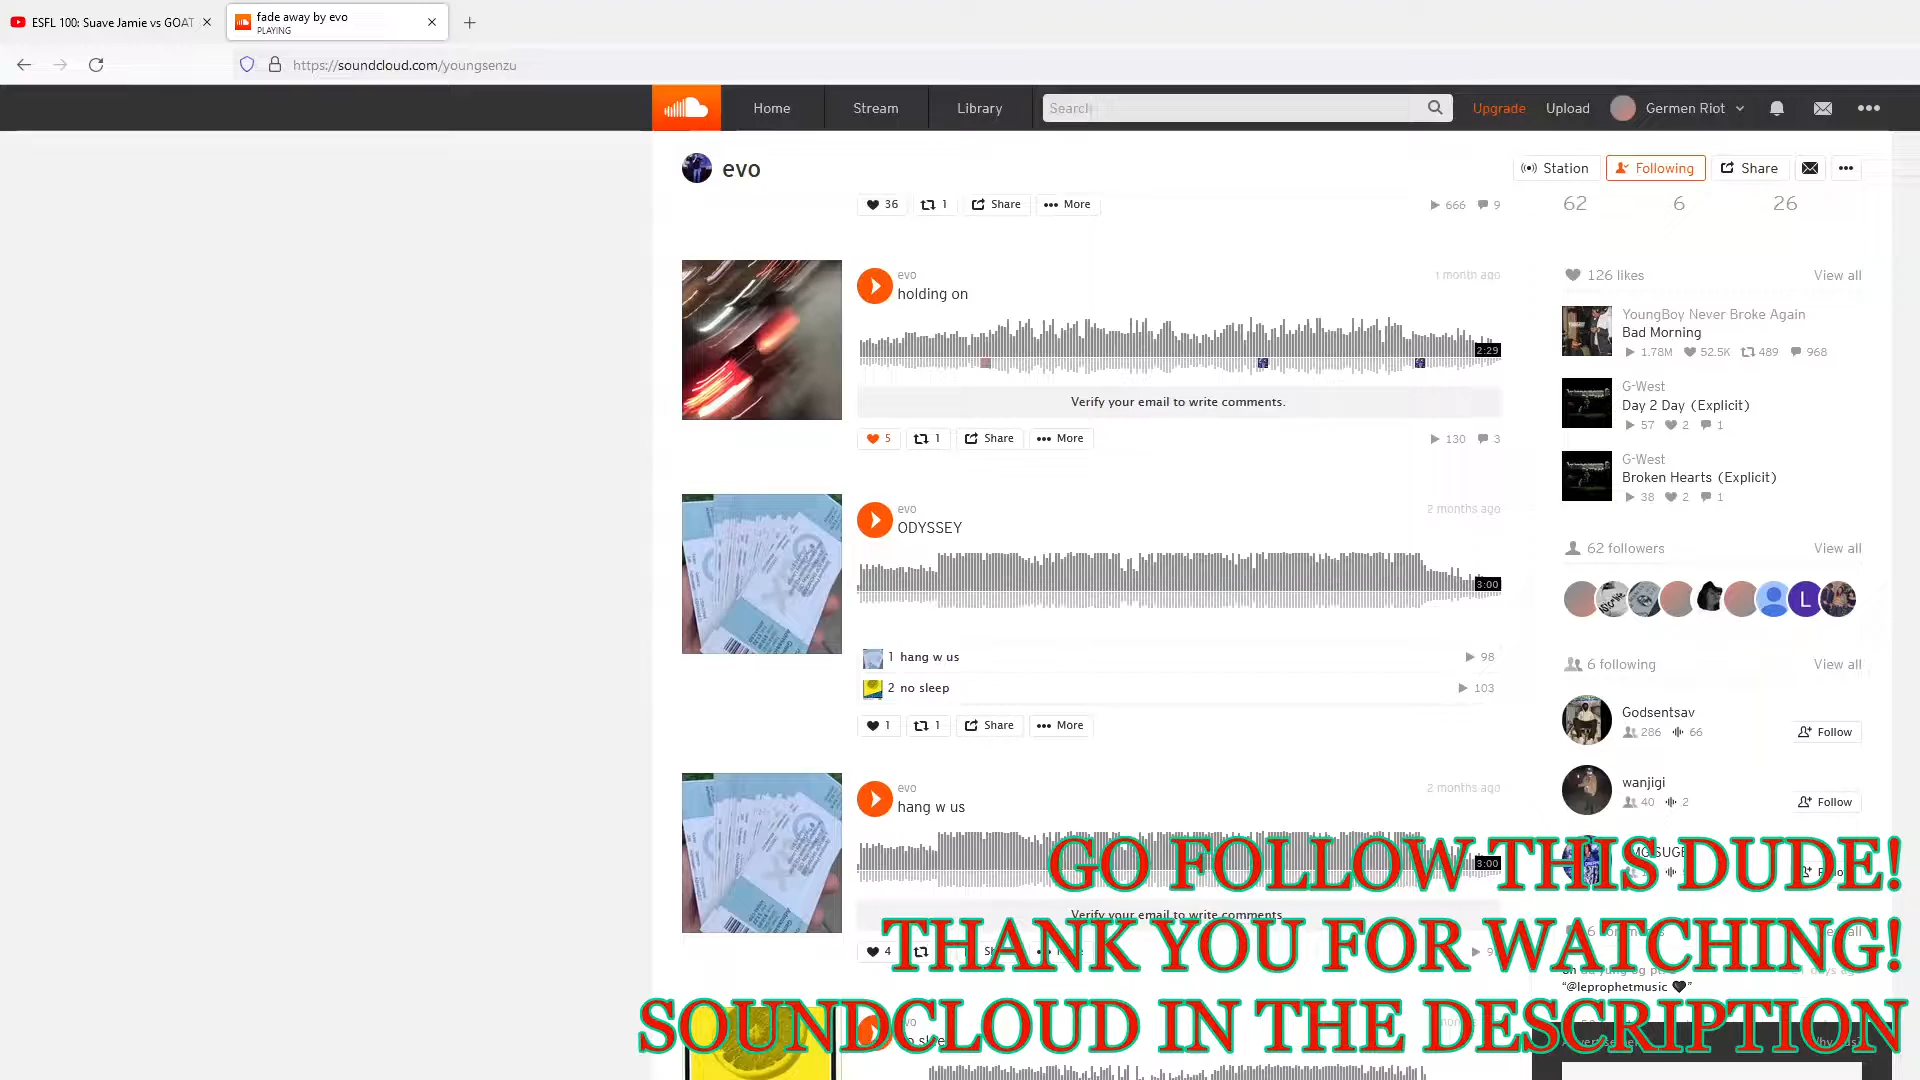 ESFL 100: Suave Jamie vs GOAT
fade away by evo
PLAYING
https://soundcloud.com/youngsenzu
Home
Stream
Library
Search
Upgrade
Upload
Germen Riot
evo
Station
Following
Share
36
1
Share
More
666
9
62
6
26
evo
1 month ago
holding on
2:29
Verify your email to write comments.
5
1
Share
More
130
3
evo
2 months ago
ODYSSEY
3:00
1 hang w us
98
2 no sleep
103
1
1
Share
More
evo
2 months ago
hang w us
3:00
Verify your email to write comments
4
126 likes
View all
YoungBoy Never Broke Again
Bad Morning
1.78M
52.5K
489
968
G-West
Day 2 Day (Explicit)
57
2
1
G-West
Broken Hearts (Explicit)
38
2
1
62 followers
View all
L
6 following
View all
Godsentsav
286
66
Follow
wanjigi
40
2
Follow
GO FOLLOW THIS DUDE!
THANK YOU FOR WATCHING!
"@leprophetmusic 🖤"
SOUNDCLOUD IN THE DESCRIPTION